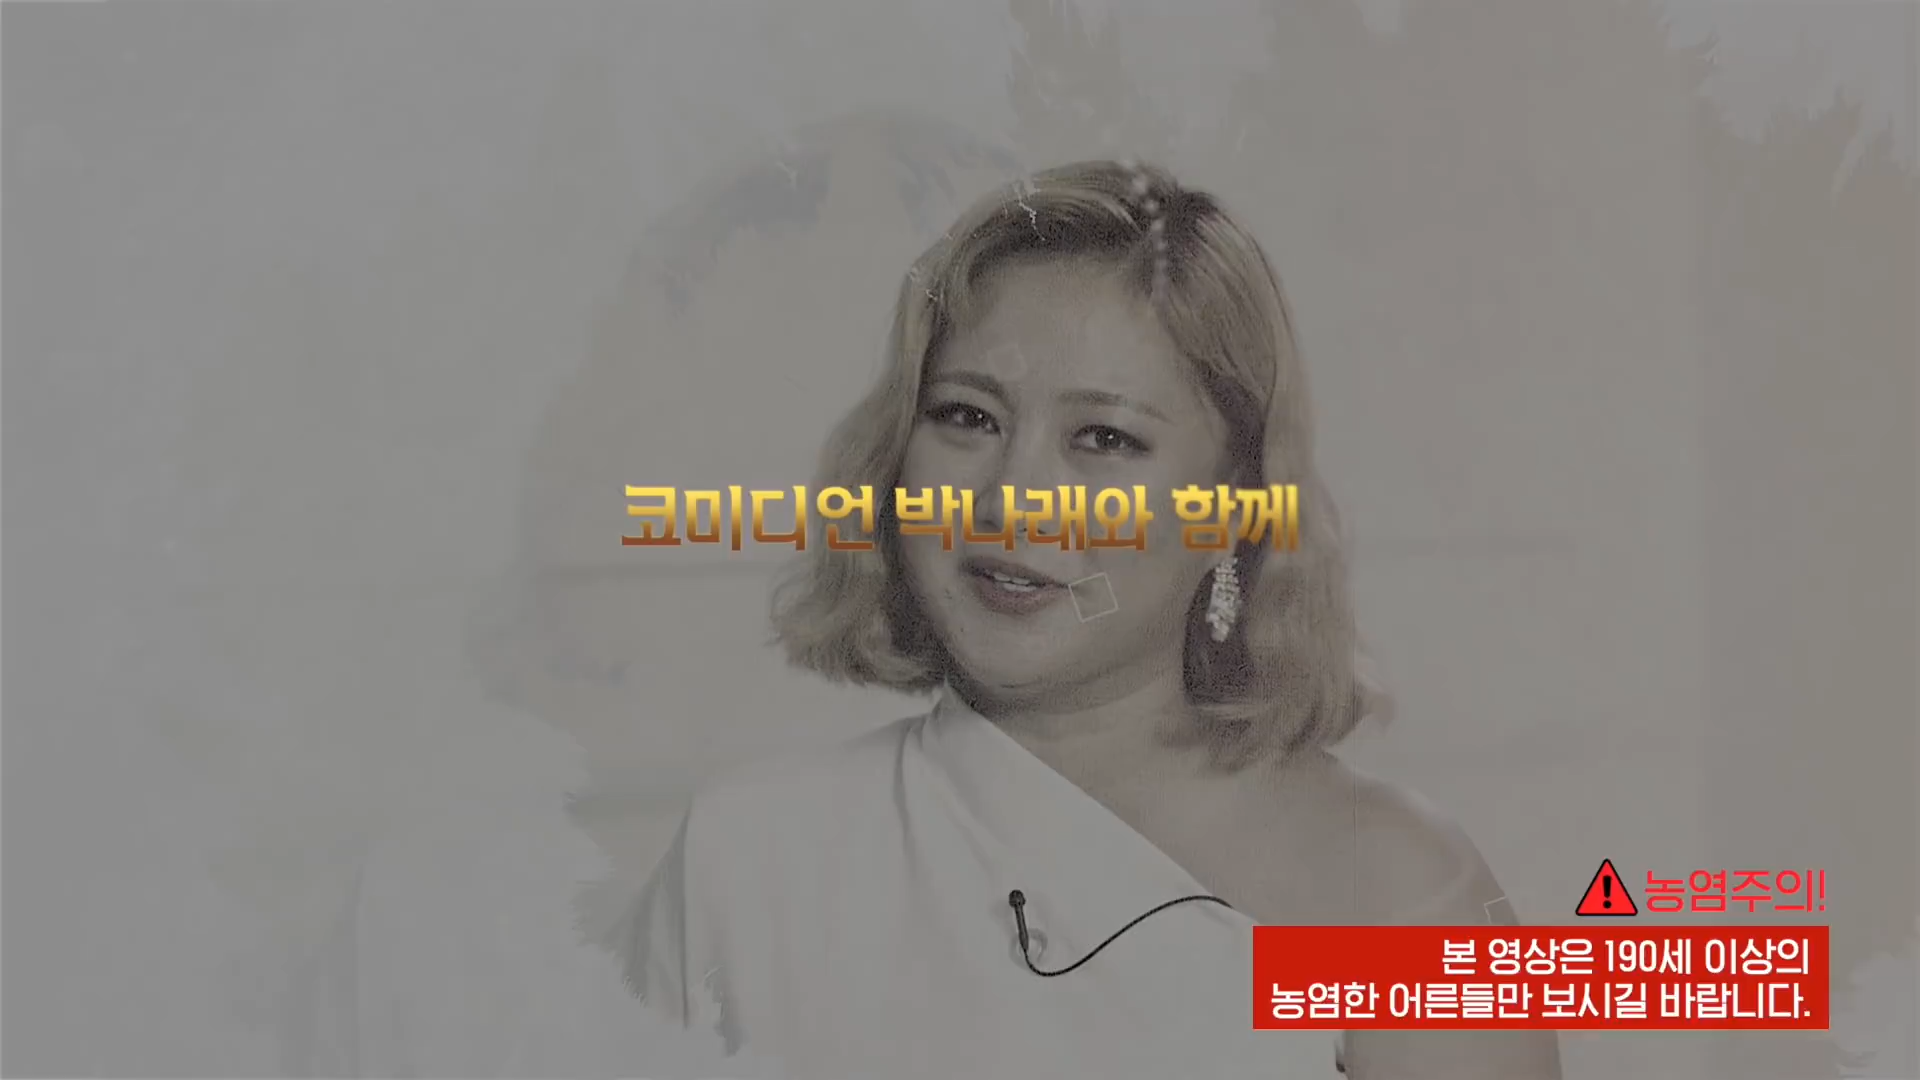 코미디언 박나래와 함께
농염주의!
본 영상은 190세 이상의
농염한 어른들만 보시길 바랍니다.